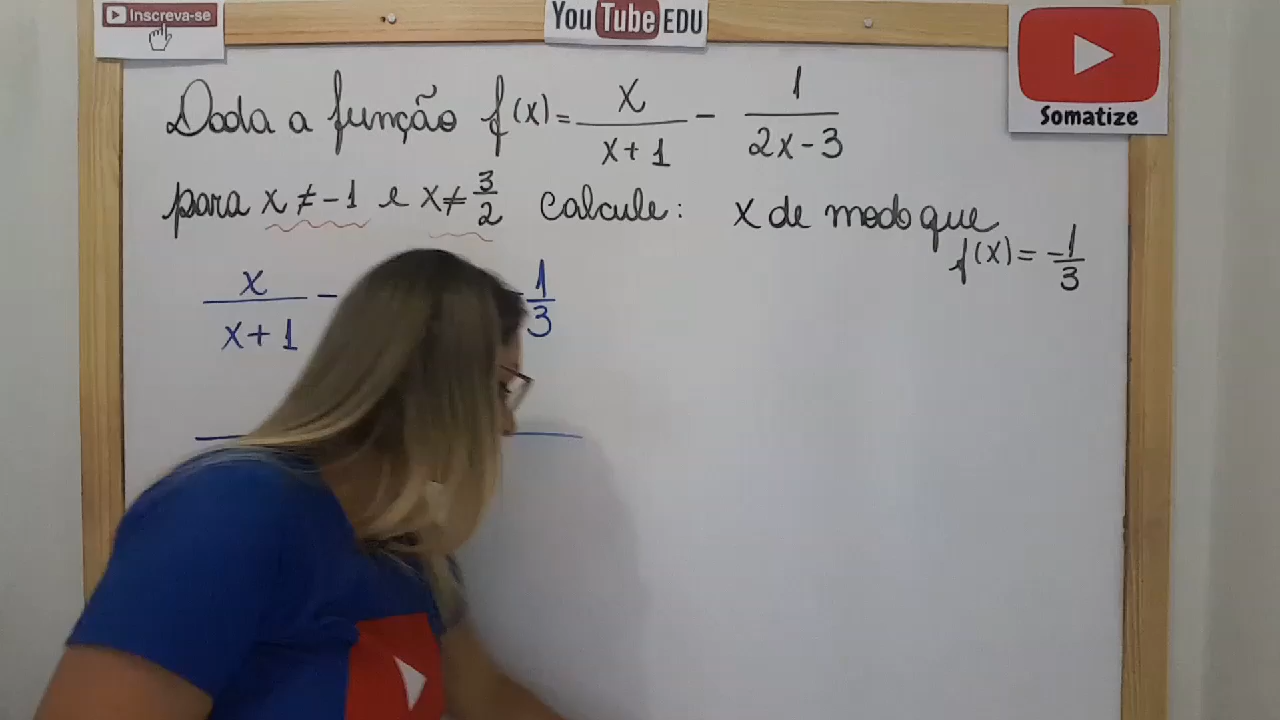 Inscreva-se
YouTube EDU
Somatize
Dada a função f(x) = x/(x+1) - 1/(2x-3)
para x ≠ -1 e x ≠ 3/2 calcule: x de modo que
f(x) = -1/3
x/(x+1) - 1/3